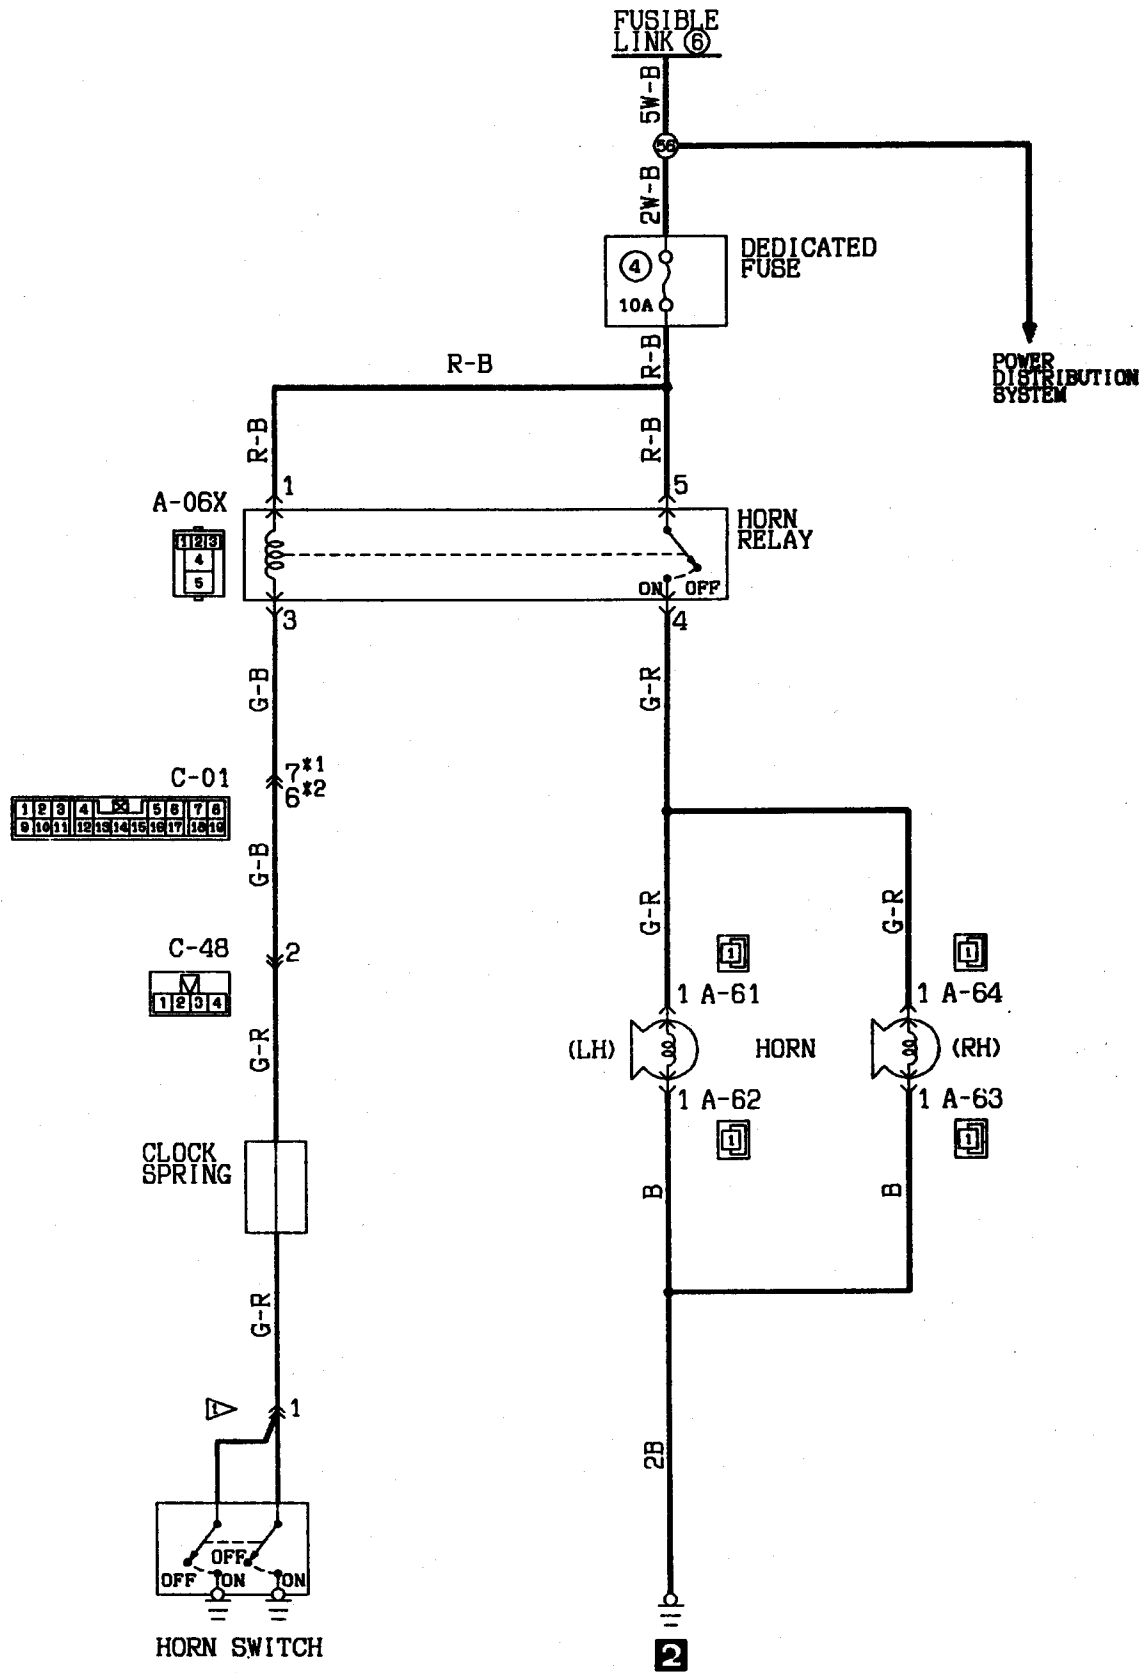 FUSIBLE
LINK 6
5W-B
56
2W-B
DEDICATED
FUSE
4
10A
POWER
DISTRIBUTION
SYSTEM
R-B
R-B
R-B
R-B
1
5
A-06X
HORN
RELAY
1 2 3
4
5
ON OFF
3
4
G-B
G-R
C-01
7*1
6*2
1 2 3 4 5 6 7 8
9 10 11 12 13 14 15 16 17 18 19
G-B
G-R
G-R
C-48
2
1 2 3 4
1
1
1 A-61
1 A-64
G-R
(LH)
HORN
(RH)
1 A-62
1 A-63
1
1
CLOCK
SPRING
B
B
G-R
1
1
2B
OFF
OFF
ON
ON
HORN SWITCH
2